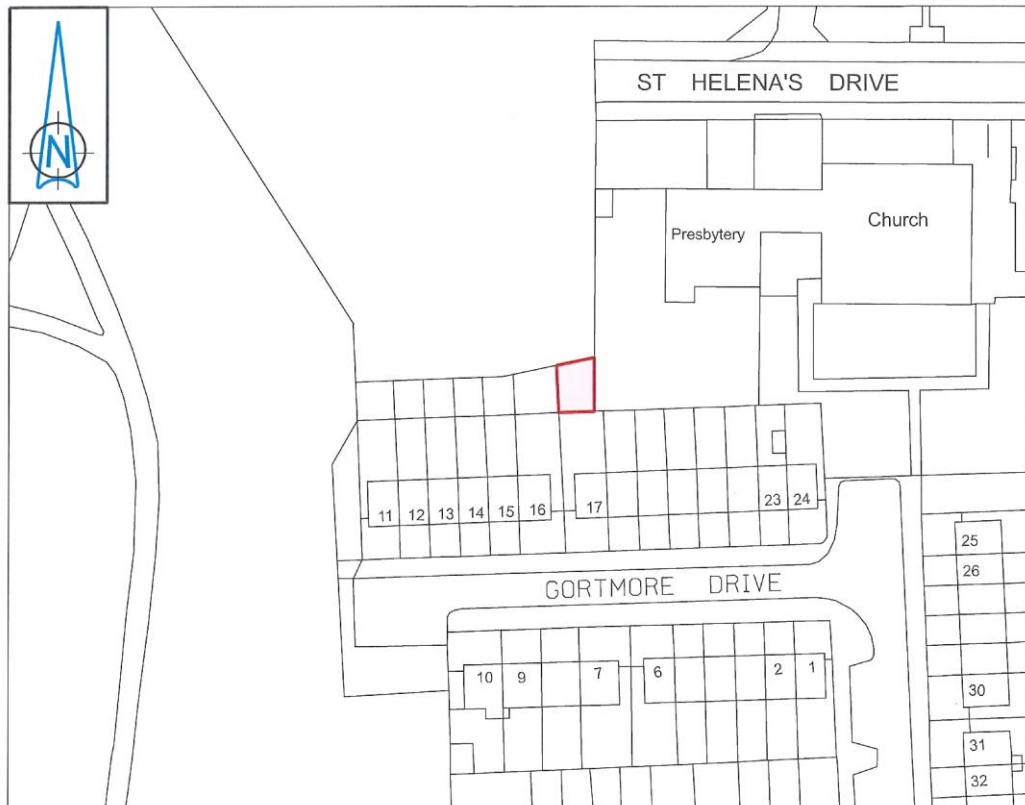 N
ST HELENA'S DRIVE
Presbytery
Church
11 12 13 14 15 16 17 23 24
25
26
GORTMORE DRIVE
10 9 7 6 2 1
30
31
32